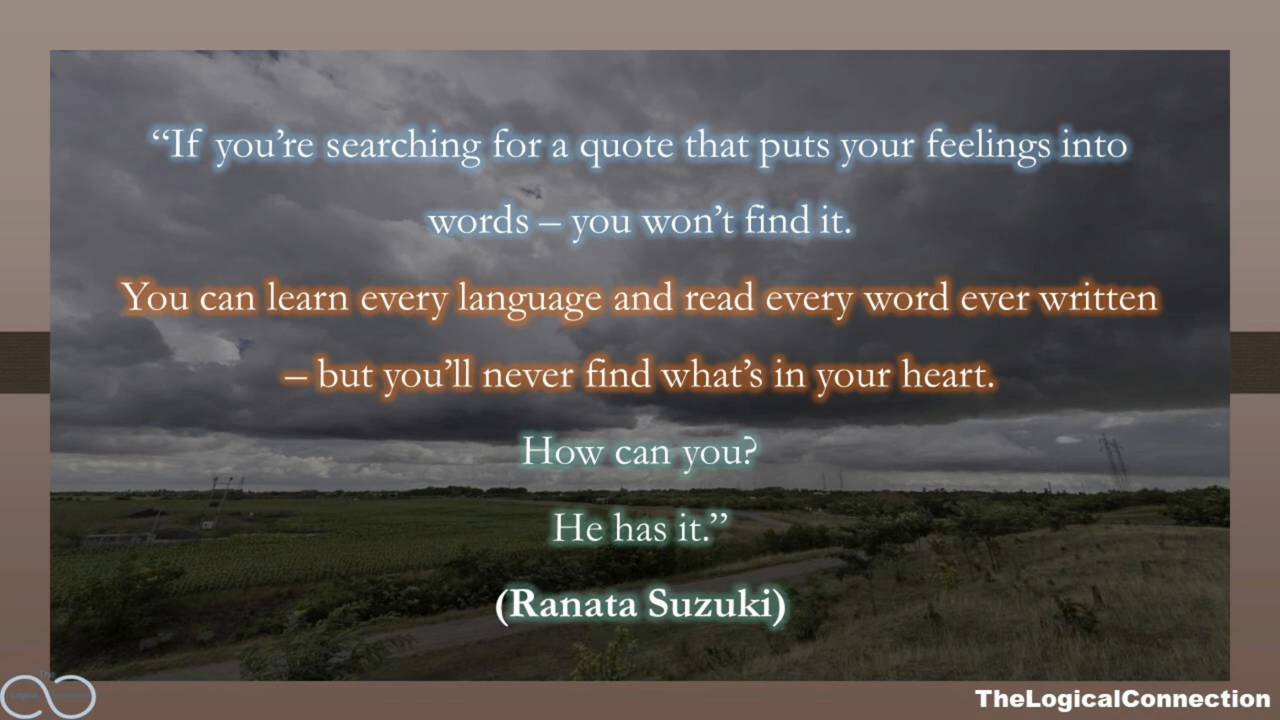 “If you’re searching for a quote that puts your feelings into
words – you won’t find it.
You can learn every language and read every word ever written
– but you’ll never find what’s in your heart.
How can you?
He has it.”
(Ranata Suzuki)
The
TheLogicalConnection